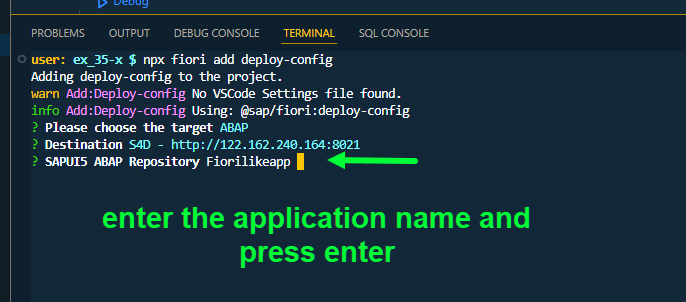 Debug
PROBLEMS OUTPUT DEBUG CONSOLE TERMINAL SQL CONSOLE
user: ex_35-x $ npx fiori add deploy-config
Adding deploy-config to the project.
warn Add:Deploy-config No VSCode Settings file found.
info Add:Deploy-config Using: @sap/fiori:deploy-config
? Please choose the target ABAP
? Destination S4D - http://122.162.240.164:8021
? SAPUI5 ABAP Repository Fiorilikeapp
enter the application name and
press enter